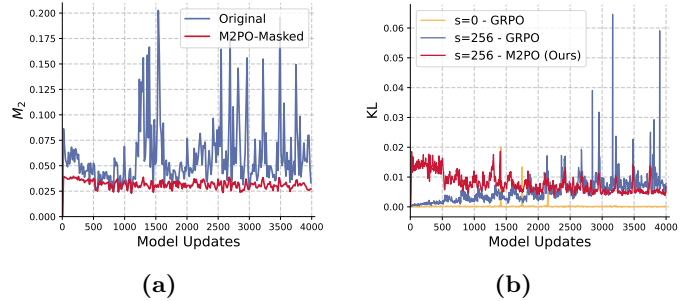 0.200
0.175
0.150
0.125
0.100
0.075
0.050
0.025
0.000
M₂
Original
M2PO-Masked
0 500 1000 1500 2000 2500 3000 3500 4000
Model Updates
(a)
0.06
0.05
0.04
0.03
0.02
0.01
0.00
KL
s=0 - GRPO
s=256 - GRPO
s=256 - M2PO (Ours)
0 500 1000 1500 2000 2500 3000 3500 4000
Model Updates
(b)